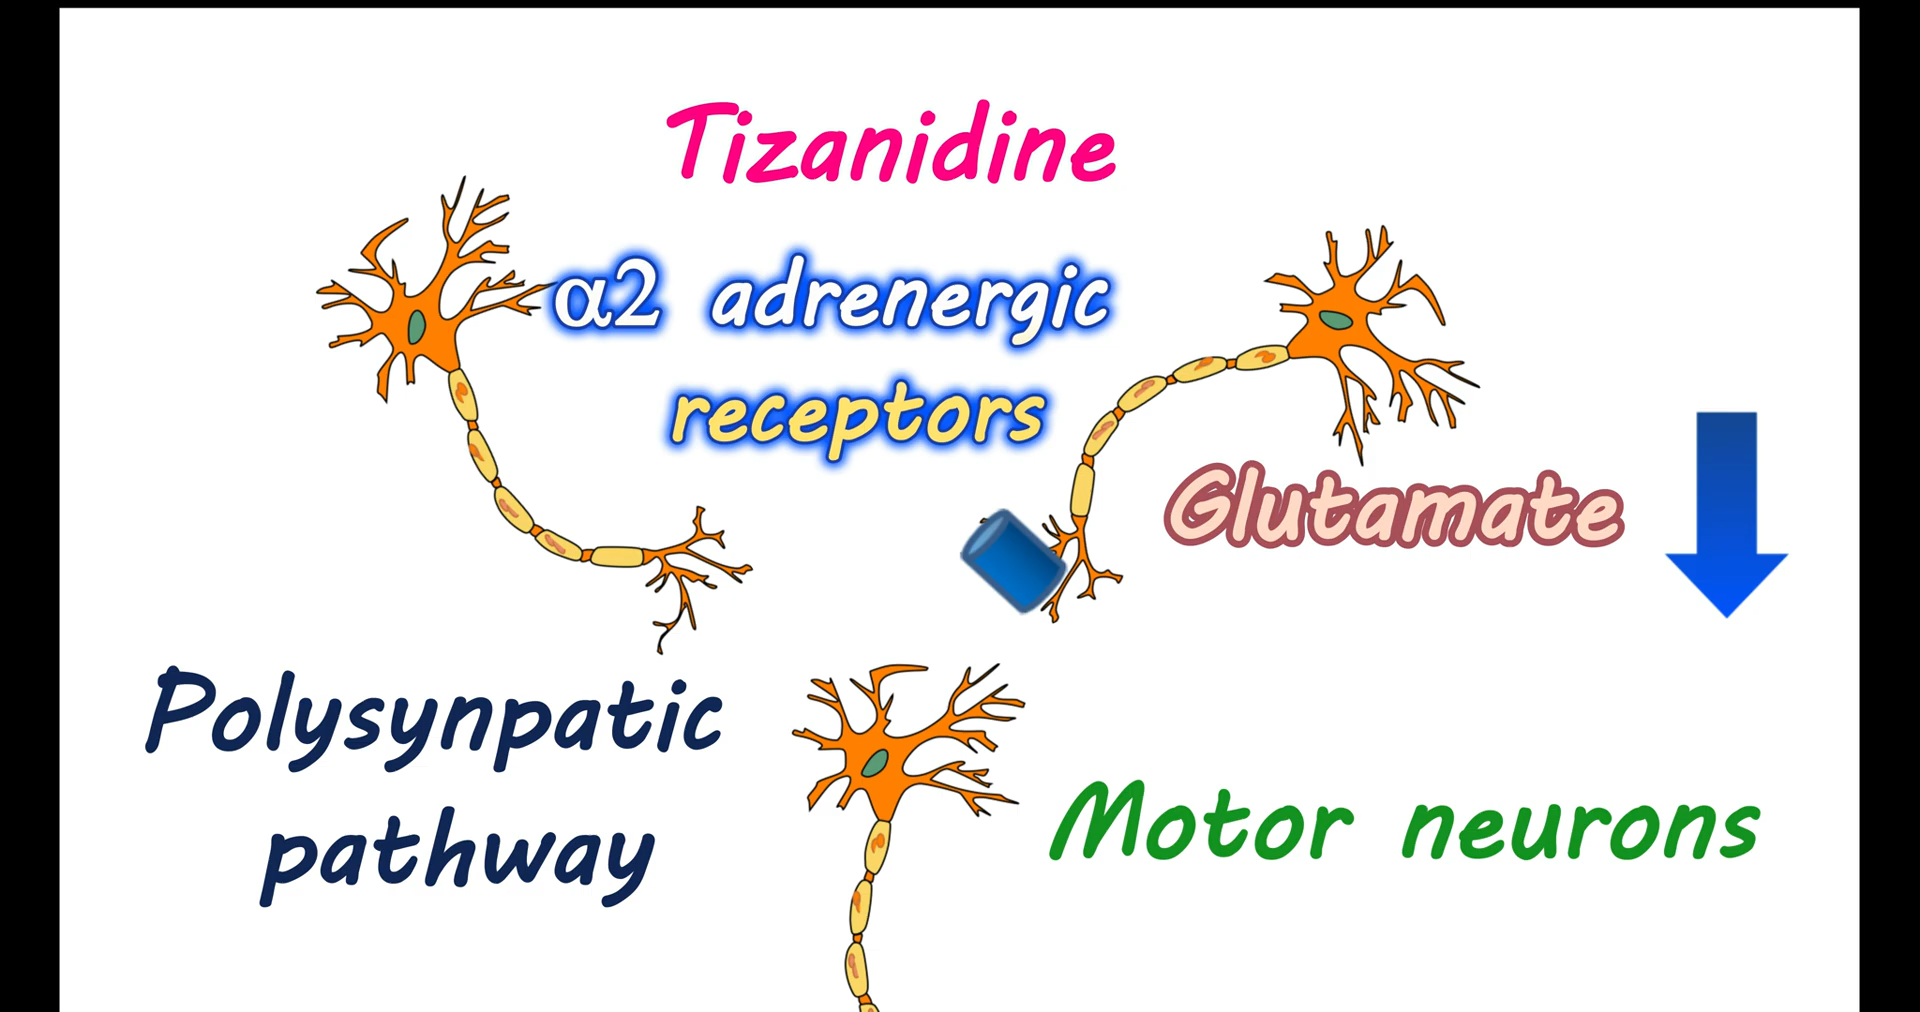 Tizanidine
α2 adrenergic
receptors
Glutamate
Polysynpatic
pathway
Motor neurons